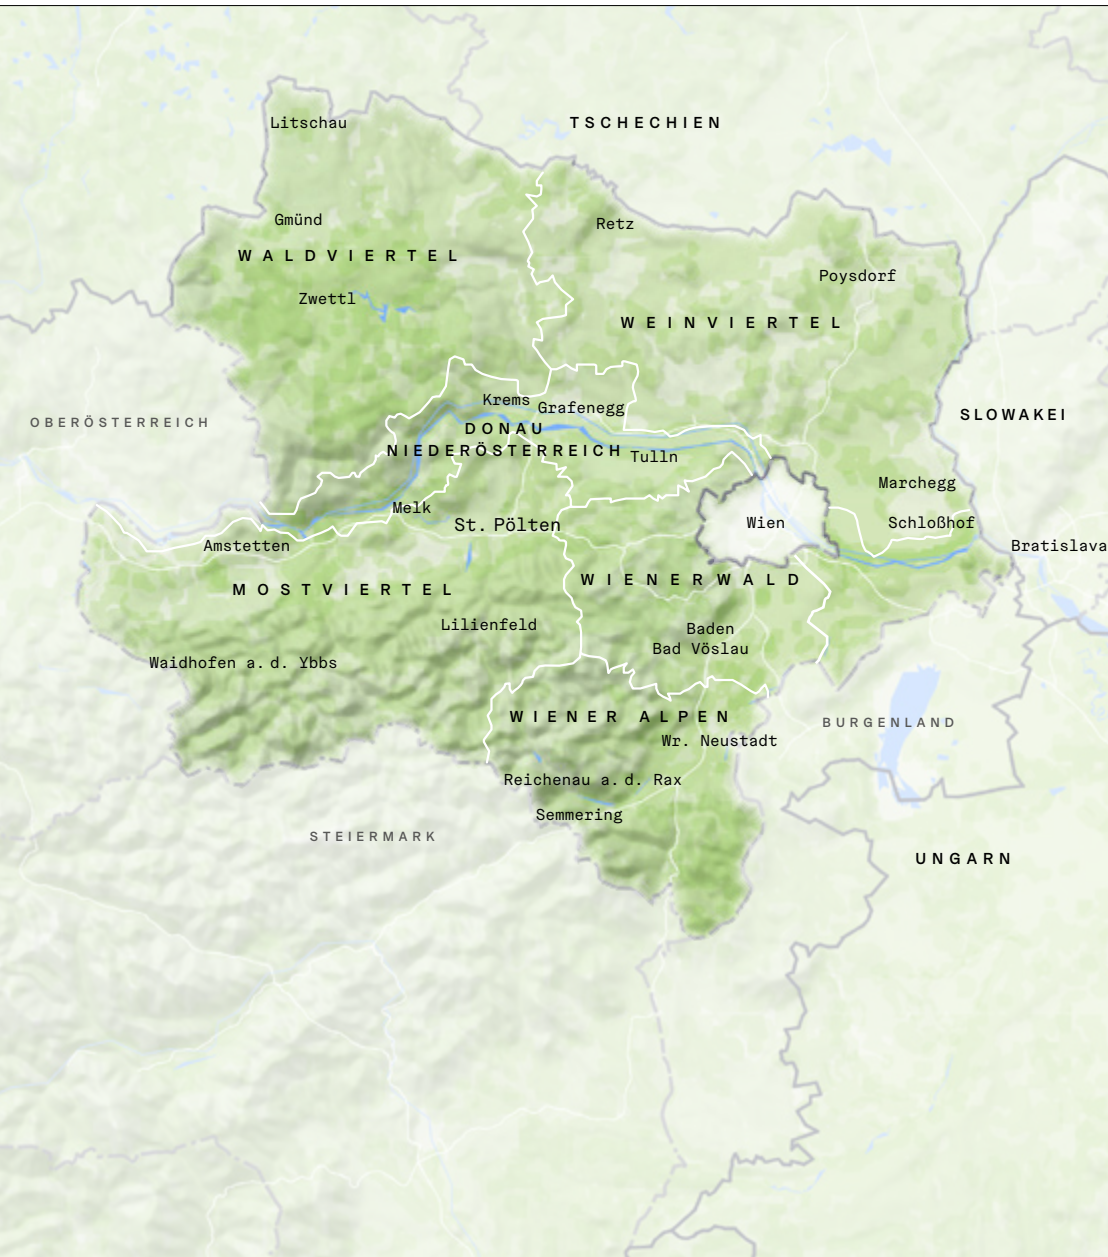 Litschau
TSCHECHIEN
Gmünd
Retz
WALDVIERTEL
Poysdorf
Zwettl
WEINVIERTEL
Krems
Grafenegg
SLOWAKEI
OBERÖSTERREICH
DONAU
NIEDERÖSTERREICH
Tulln
Marchegg
Melk
St. Pölten
Wien
Schloßhof
Amstetten
Bratislava
WIENERWALD
MOSTVIERTEL
Lilienfeld
Baden
Bad Vöslau
Waidhofen a. d. Ybbs
WIENER ALPEN
BURGENLAND
Wr. Neustadt
Reichenau a. d. Rax
Semmering
STEIERMARK
UNGARN